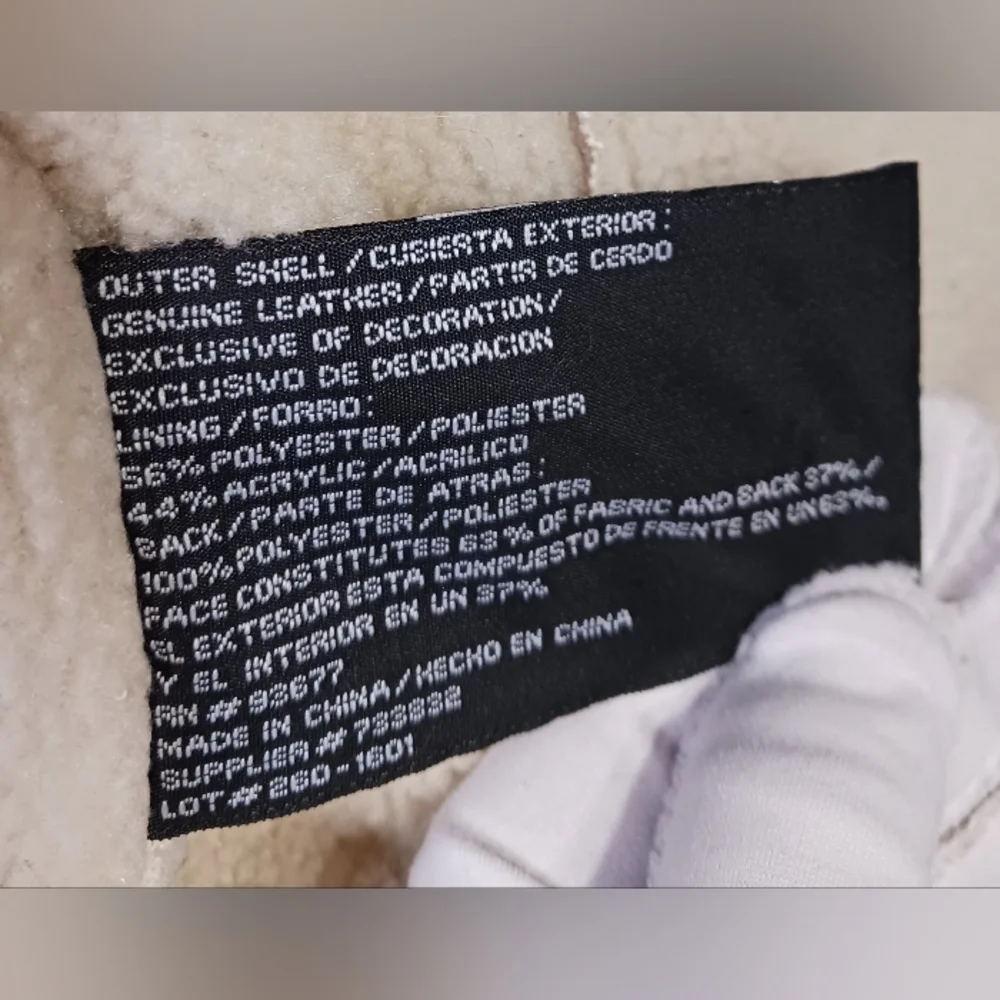 OUTER SHELL/CUBIERTA EXTERIOR:
GENUINE LEATHER/PARTIR DE CERDO
EXCLUSIVE OF DECORATION/
EXCLUSIVO DE DECORACION
LINING/FORRO:
56% POLYESTER/POLIESTER
44% ACRYLIC/ACRILICO
BACK/PARTE DE ATRAS:
100% POLYESTER/POLIESTER
FACE CONSTITUTES 63% OF FABRIC AND BACK 37%/
EL EXTERIOR ESTA COMPUESTO DE FRENTE EN UN 63%,
Y EL INTERIOR EN UN 37%
RN # 93677
MADE IN CHINA/HECHO EN CHINA
SUPPLIER #
LOT # 260-1601